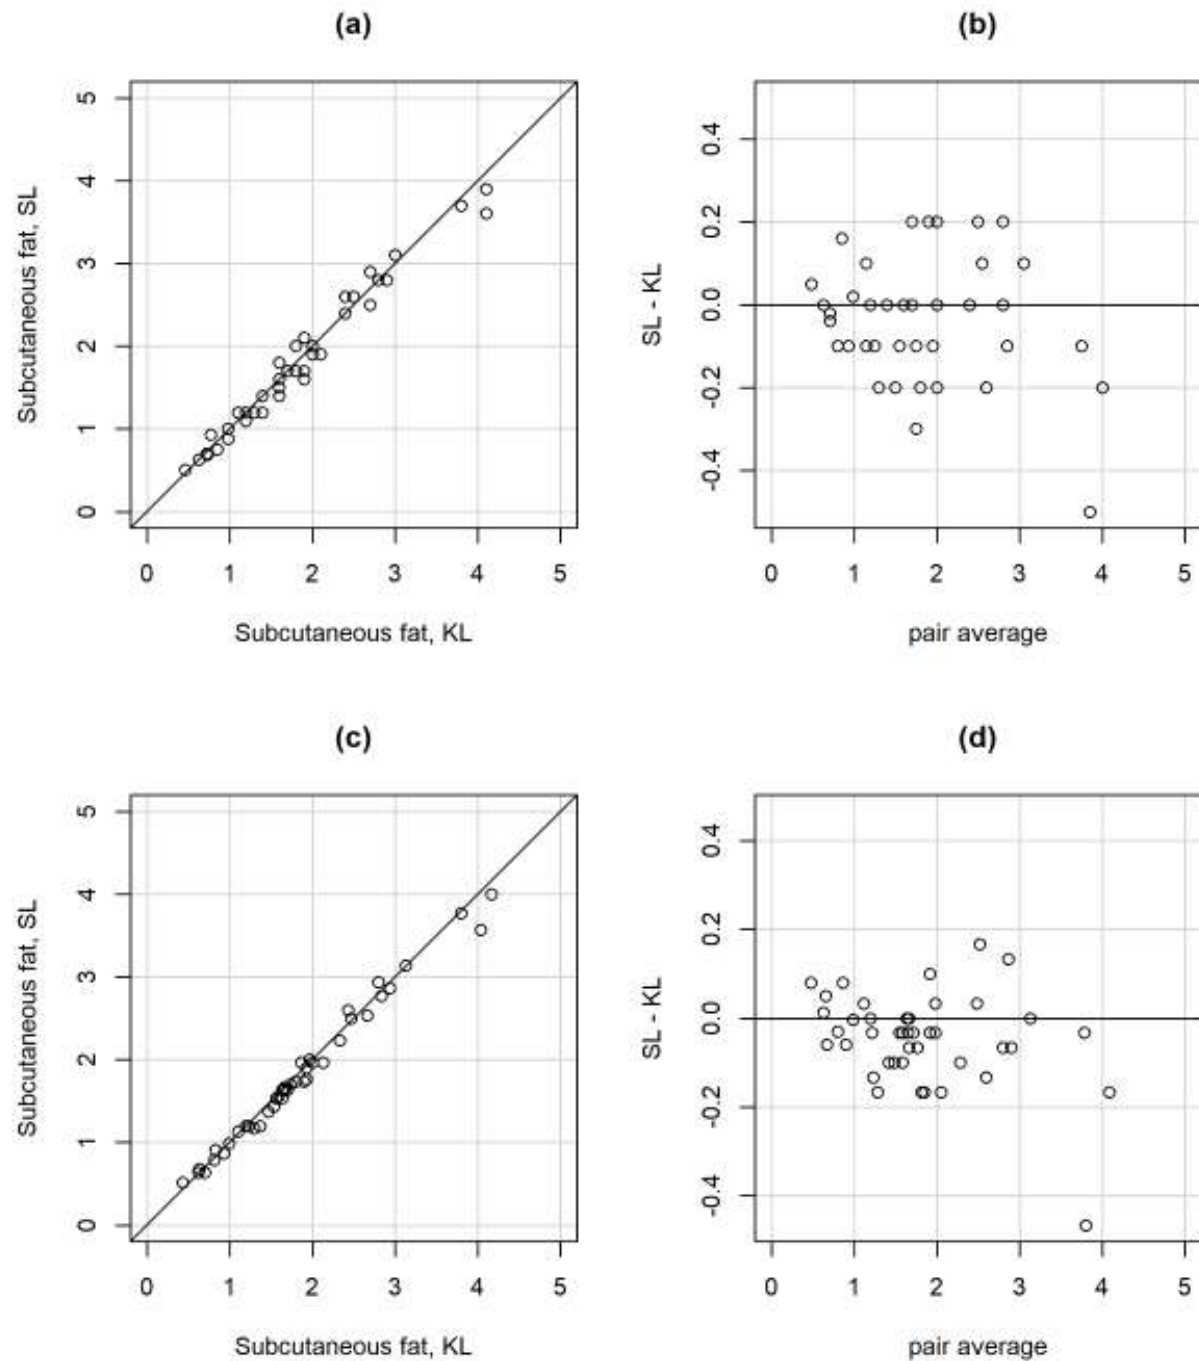 (a)
Subcutaneous fat, SL
5
4
3
2
1
0
0 1 2 3 4 5
Subcutaneous fat, KL
(b)
SL - KL
0.4
0.2
0.0
-0.2
-0.4
0 1 2 3 4 5
pair average
(c)
Subcutaneous fat, SL
5
4
3
2
1
0
0 1 2 3 4 5
Subcutaneous fat, KL
(d)
SL - KL
0.4
0.2
0.0
-0.2
-0.4
0 1 2 3 4 5
pair average